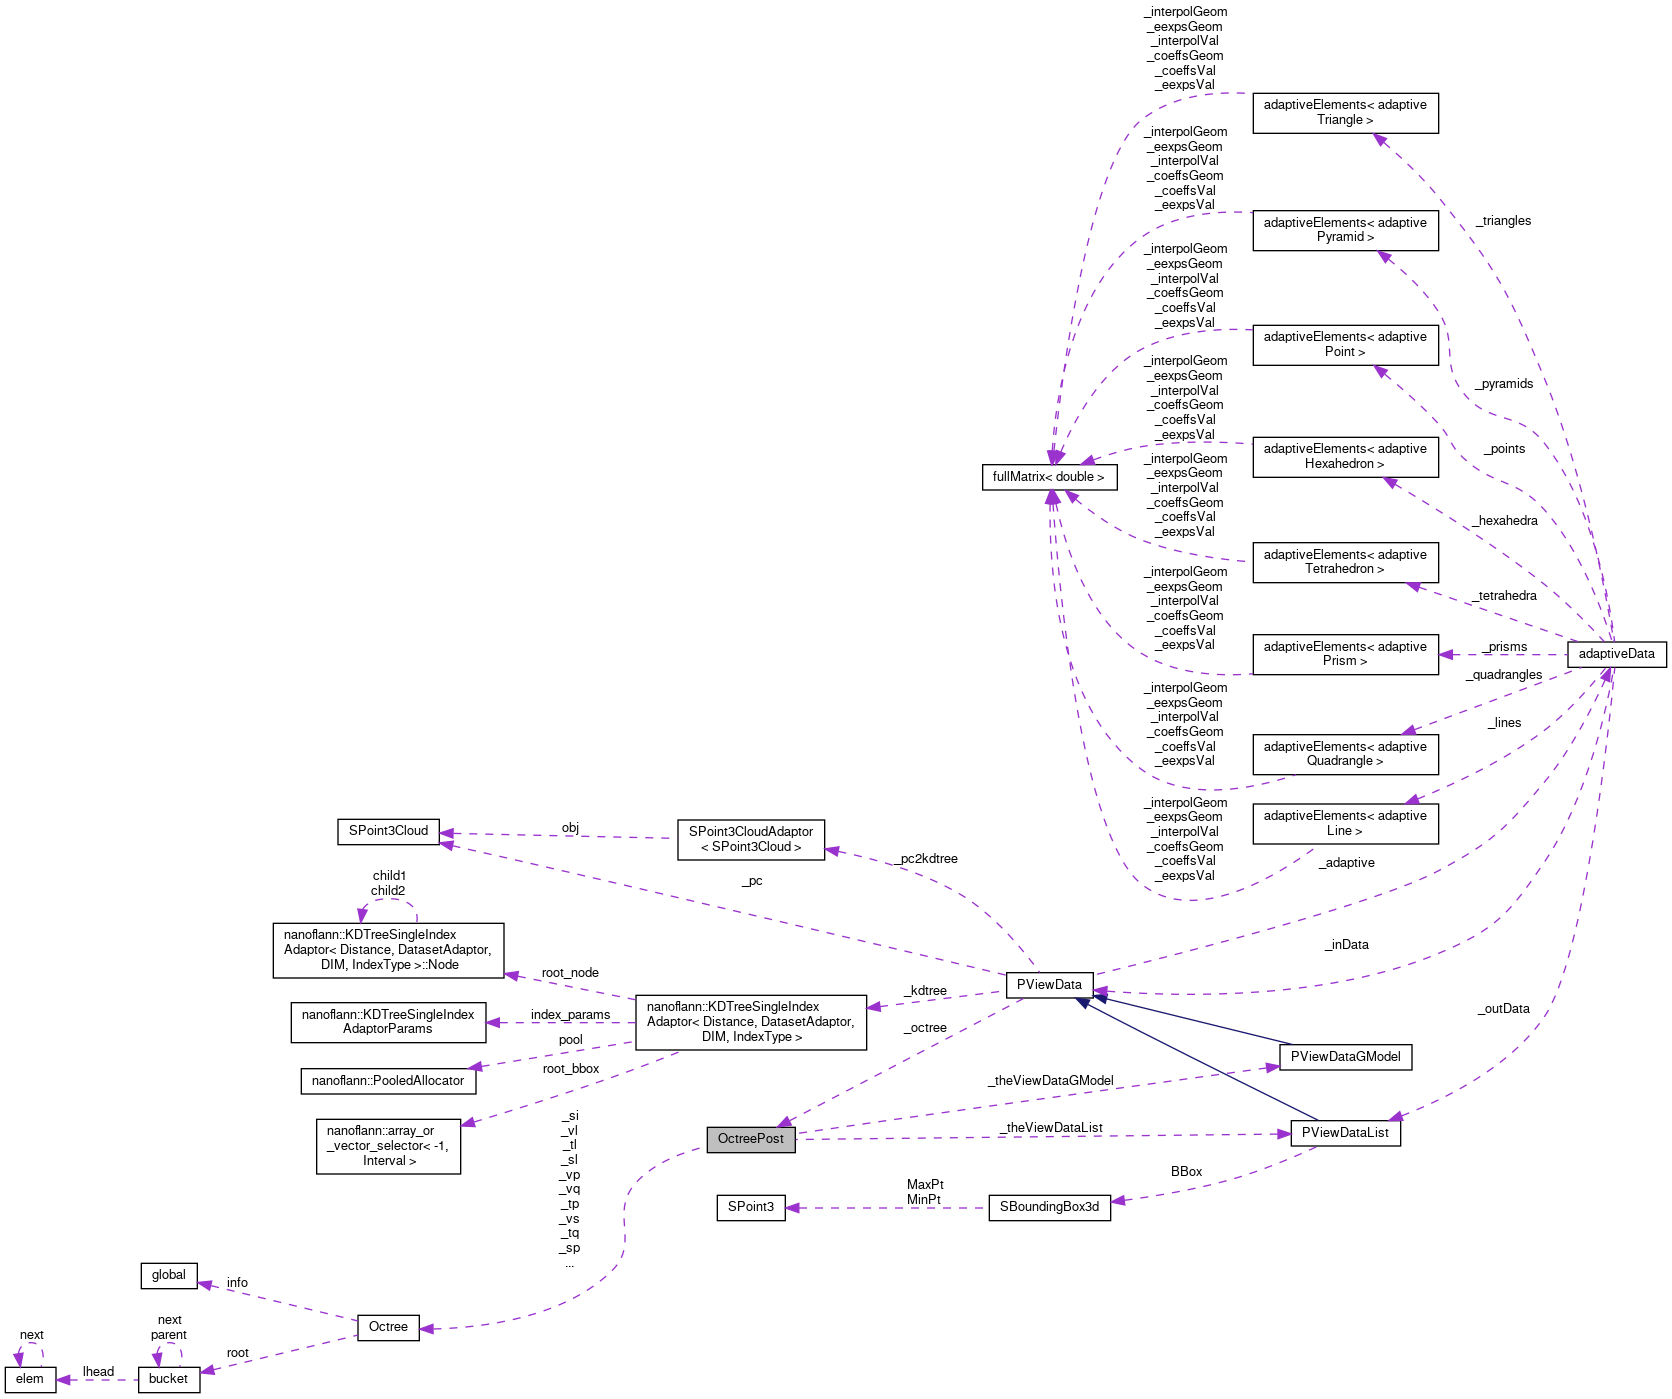 _interpolGeom
_eexpsGeom
_interpolVal
_coeffsGeom
_coeffsVal
_eexpsVal
adaptiveElements< adaptive
Triangle >
_interpolGeom
_eexpsGeom
_interpolVal
_coeffsGeom
_coeffsVal
_eexpsVal
adaptiveElements< adaptive
Pyramid >
_triangles
_interpolGeom
_eexpsGeom
_interpolVal
_coeffsGeom
_coeffsVal
_eexpsVal
adaptiveElements< adaptive
Point >
_pyramids
_interpolGeom
_eexpsGeom
_interpolVal
_coeffsGeom
_coeffsVal
_eexpsVal
adaptiveElements< adaptive
Hexahedron >
_points
fullMatrix< double >
_interpolGeom
_eexpsGeom
_interpolVal
_coeffsGeom
_coeffsVal
_eexpsVal
_hexahedra
adaptiveElements< adaptive
Tetrahedron >
_tetrahedra
_interpolGeom
_eexpsGeom
_interpolVal
_coeffsGeom
_coeffsVal
_eexpsVal
adaptiveElements< adaptive
Prism >
_prisms
adaptiveData
_quadrangles
_interpolGeom
_eexpsGeom
_interpolVal
_coeffsGeom
_coeffsVal
_eexpsVal
_lines
adaptiveElements< adaptive
Quadrangle >
_interpolGeom
_eexpsGeom
_interpolVal
_coeffsGeom
_coeffsVal
_eexpsVal
adaptiveElements< adaptive
Line >
_adaptive
SPoint3Cloud
obj
SPoint3CloudAdaptor
< SPoint3Cloud >
_pc2kdtree
_pc
child1
child2
nanoflann::KDTreeSingleIndex
Adaptor< Distance, DatasetAdaptor,
DIM, IndexType >::Node
_inData
root_node
PViewData
_kdtree
nanoflann::KDTreeSingleIndex
AdaptorParams
index_params
nanoflann::KDTreeSingleIndex
Adaptor< Distance, DatasetAdaptor,
DIM, IndexType >
_octree
_outData
pool
PViewDataGModel
nanoflann::PooledAllocator
root_bbox
_theViewDataGModel
nanoflann::array_or
_vector_selector< -1,
Interval >
_si
_vl
_tl
_sl
_vp
_vq
_tp
_vs
_tq
_sp
...
OctreePost
_theViewDataList
PViewDataList
BBox
SPoint3
MaxPt
MinPt
SBoundingBox3d
global
info
Octree
next
next
parent
root
elem
lhead
bucket